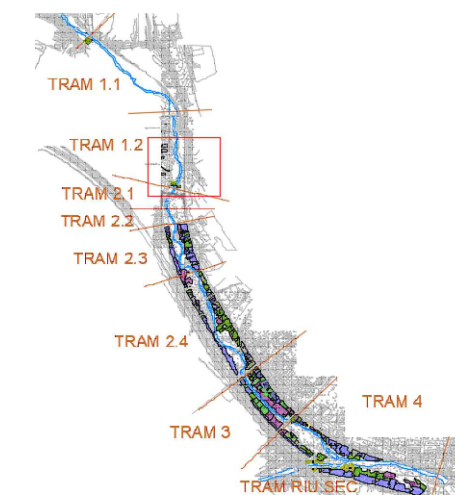 TRAM 1.1
TRAM 1.2
TRAM 2.1
TRAM 2.2
TRAM 2.3
TRAM 2.4
TRAM 4
TRAM 3
TRAM RIU SEC